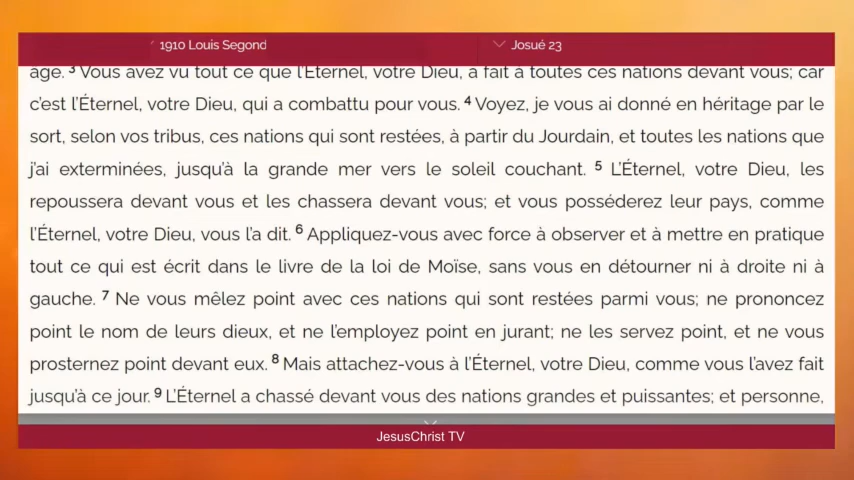 1910 Louis Segond
Josué 23
âge. 3 Vous avez vu tout ce que l'Éternel, votre Dieu, a fait à toutes ces nations devant vous; car
c'est l'Éternel, votre Dieu, qui a combattu pour vous. 4 Voyez, je vous ai donné en héritage par le
sort, selon vos tribus, ces nations qui sont restées, à partir du Jourdain, et toutes les nations que
j'ai exterminées, jusqu'à la grande mer vers le soleil couchant. 5 L'Éternel, votre Dieu, les
repoussera devant vous et les chassera devant vous; et vous posséderez leur pays, comme
l'Éternel, votre Dieu, vous l'a dit. 6 Appliquez-vous avec force à observer et à mettre en pratique
tout ce qui est écrit dans le livre de la loi de Moïse, sans vous en détourner ni à droite ni à
gauche. 7 Ne vous mêlez point avec ces nations qui sont restées parmi vous; ne prononcez
point le nom de leurs dieux, et ne l'employez point en jurant; ne les servez point, et ne vous
prosternez point devant eux. 8 Mais attachez-vous à l'Éternel, votre Dieu, comme vous l'avez fait
jusqu'à ce jour. 9 L'Éternel a chassé devant vous des nations grandes et puissantes; et personne,
JesusChrist TV